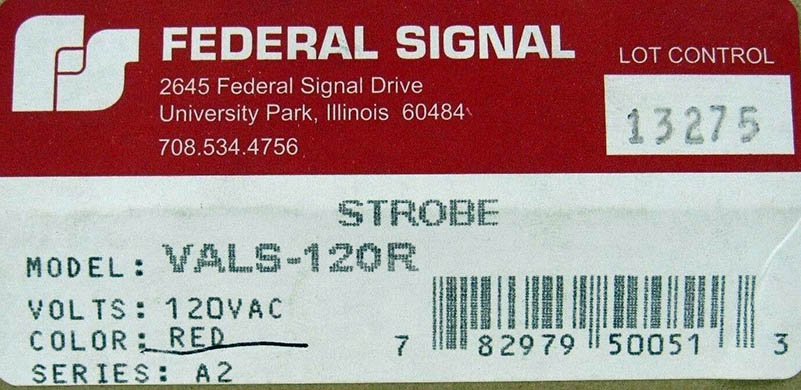 FEDERAL SIGNAL
2645 Federal Signal Drive
University Park, Illinois 60484
708.534.4756
LOT CONTROL
13275
STROBE
MODEL: VALS-120R
VOLTS: 120VAC
COLOR: RED
SERIES: A2
7 82979 50051 3